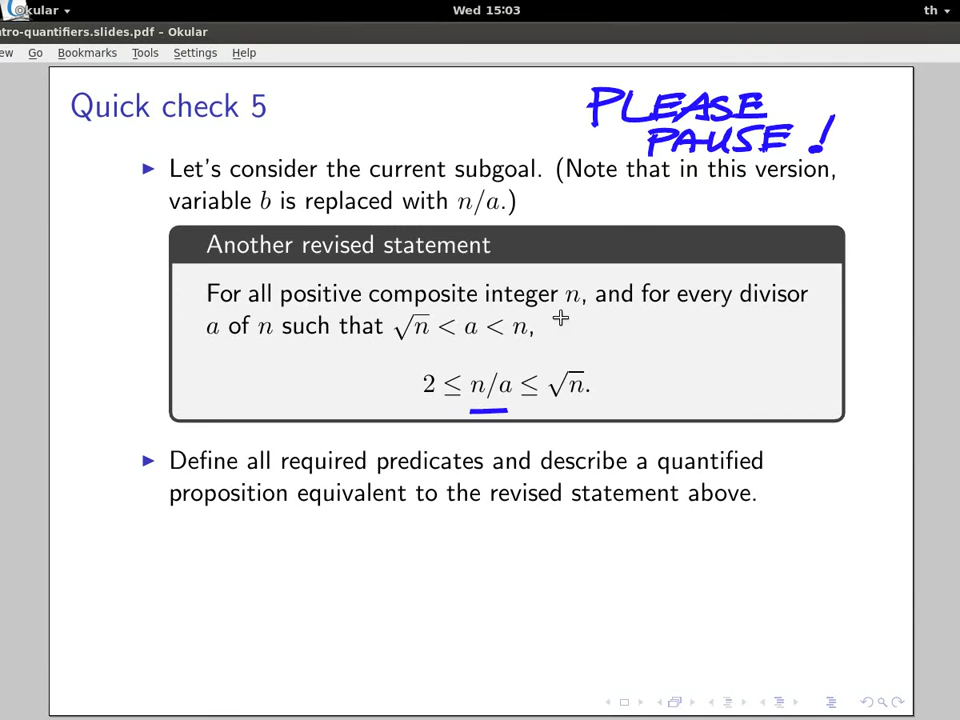 Okular Wed 15:03 th
tro-quantifiers.slides.pdf – Okular
ew Go Bookmarks Tools Settings Help
Quick check 5
PLEASE
PAUSE !
Let's consider the current subgoal. (Note that in this version,
variable b is replaced with n/a.)
Another revised statement
For all positive composite integer n, and for every divisor
a of n such that √n < a < n,
2 ≤ n/a ≤ √n.
Define all required predicates and describe a quantified
proposition equivalent to the revised statement above.